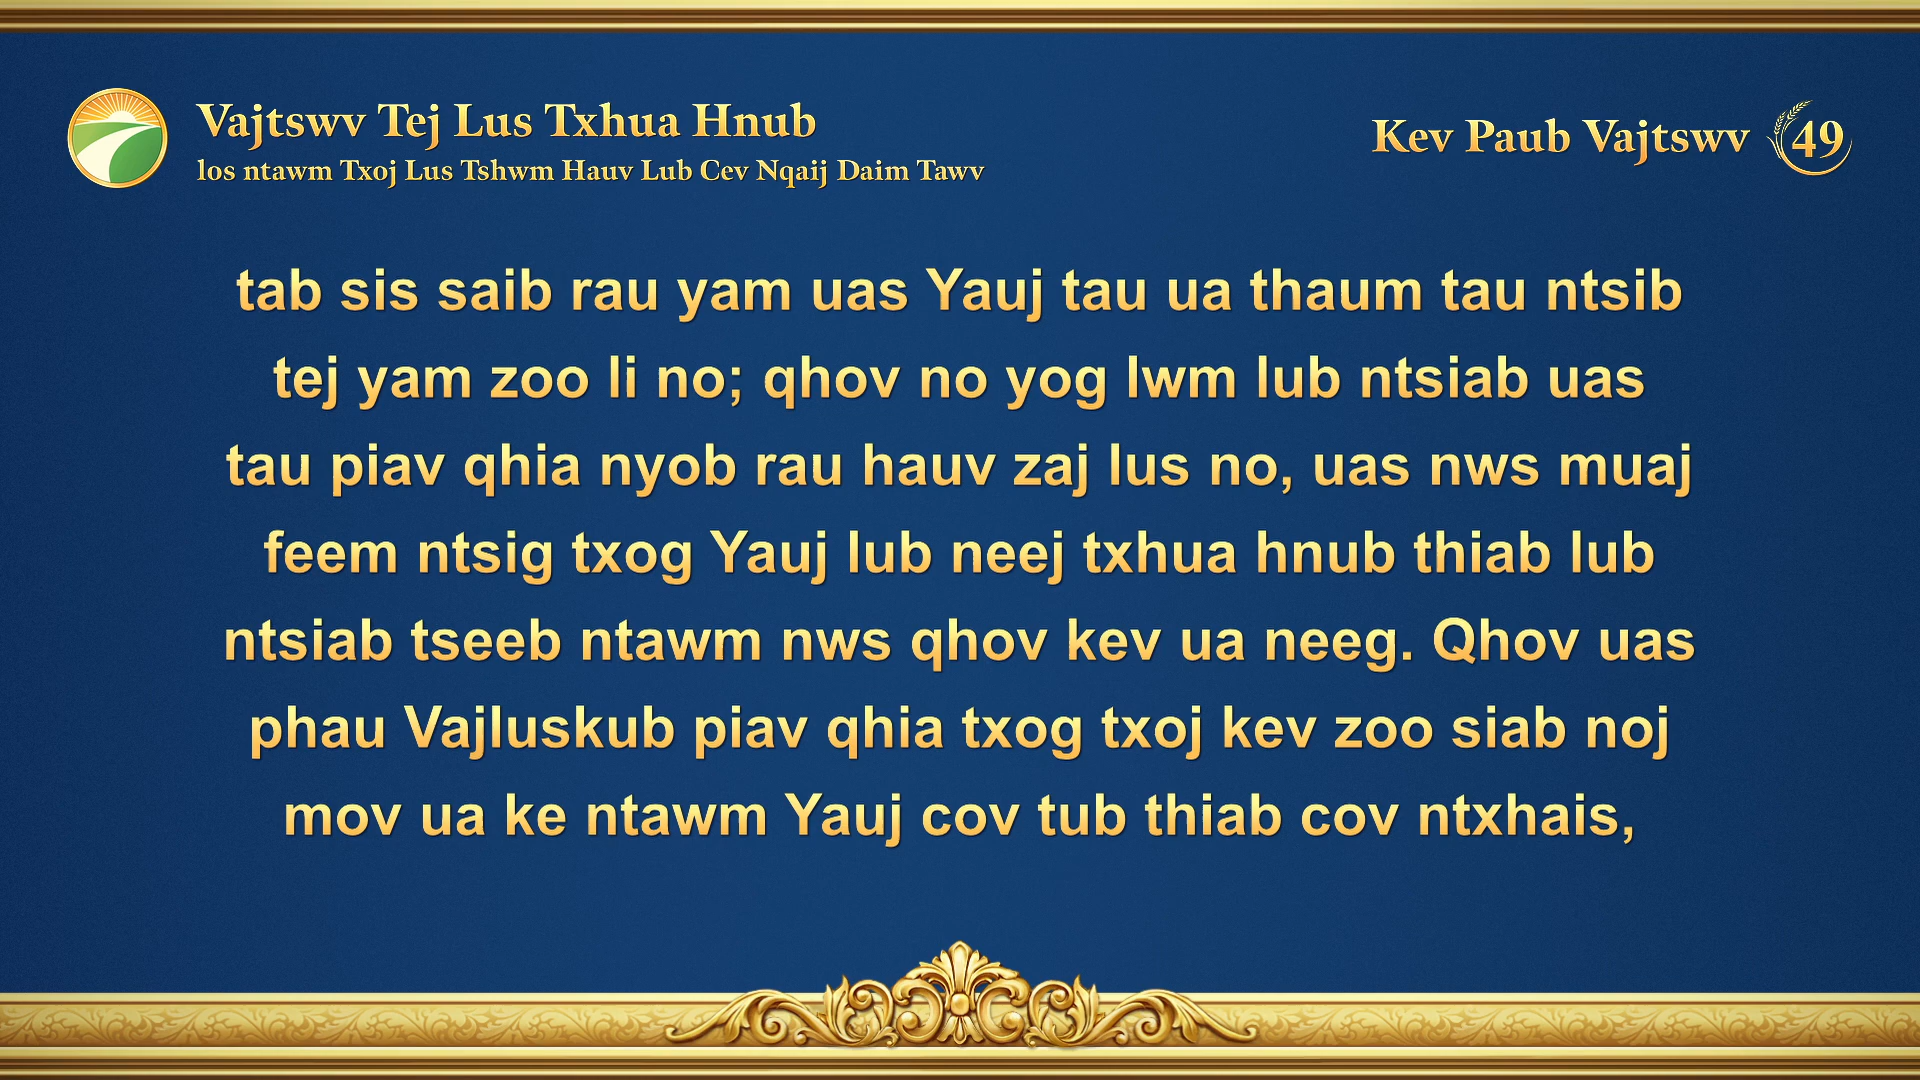 Vajtswv Tej Lus Txhua Hnub
los ntawm Txoj Lus Tshwm Hauv Lub Cev Nqaij Daim Tawv
Kev Paub Vajtswv 49
tab sis saib rau yam uas Yauj tau ua thaum tau ntsib
tej yam zoo li no; qhov no yog lwm lub ntsiab uas
tau piav qhia nyob rau hauv zaj lus no, uas nws muaj
feem ntsig txog Yauj lub neej txhua hnub thiab lub
ntsiab tseeb ntawm nws qhov kev ua neeg. Qhov uas
phau Vajluskub piav qhia txog txoj kev zoo siab noj
mov ua ke ntawm Yauj cov tub thiab cov ntxhais,